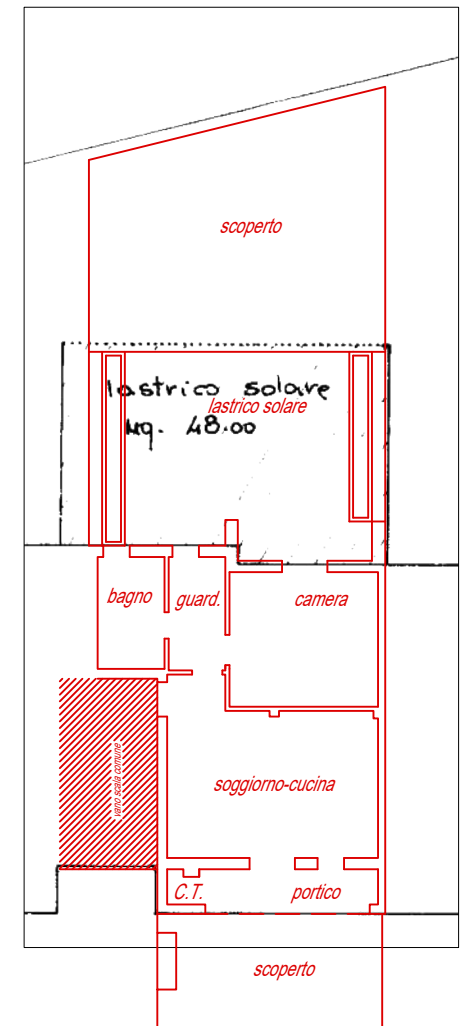 scoperto
lastrico solare
lastrico solare
mq. 48.00
bagno
guard.
camera
vano scala comune
soggiorno-cucina
C.T.
portico
scoperto